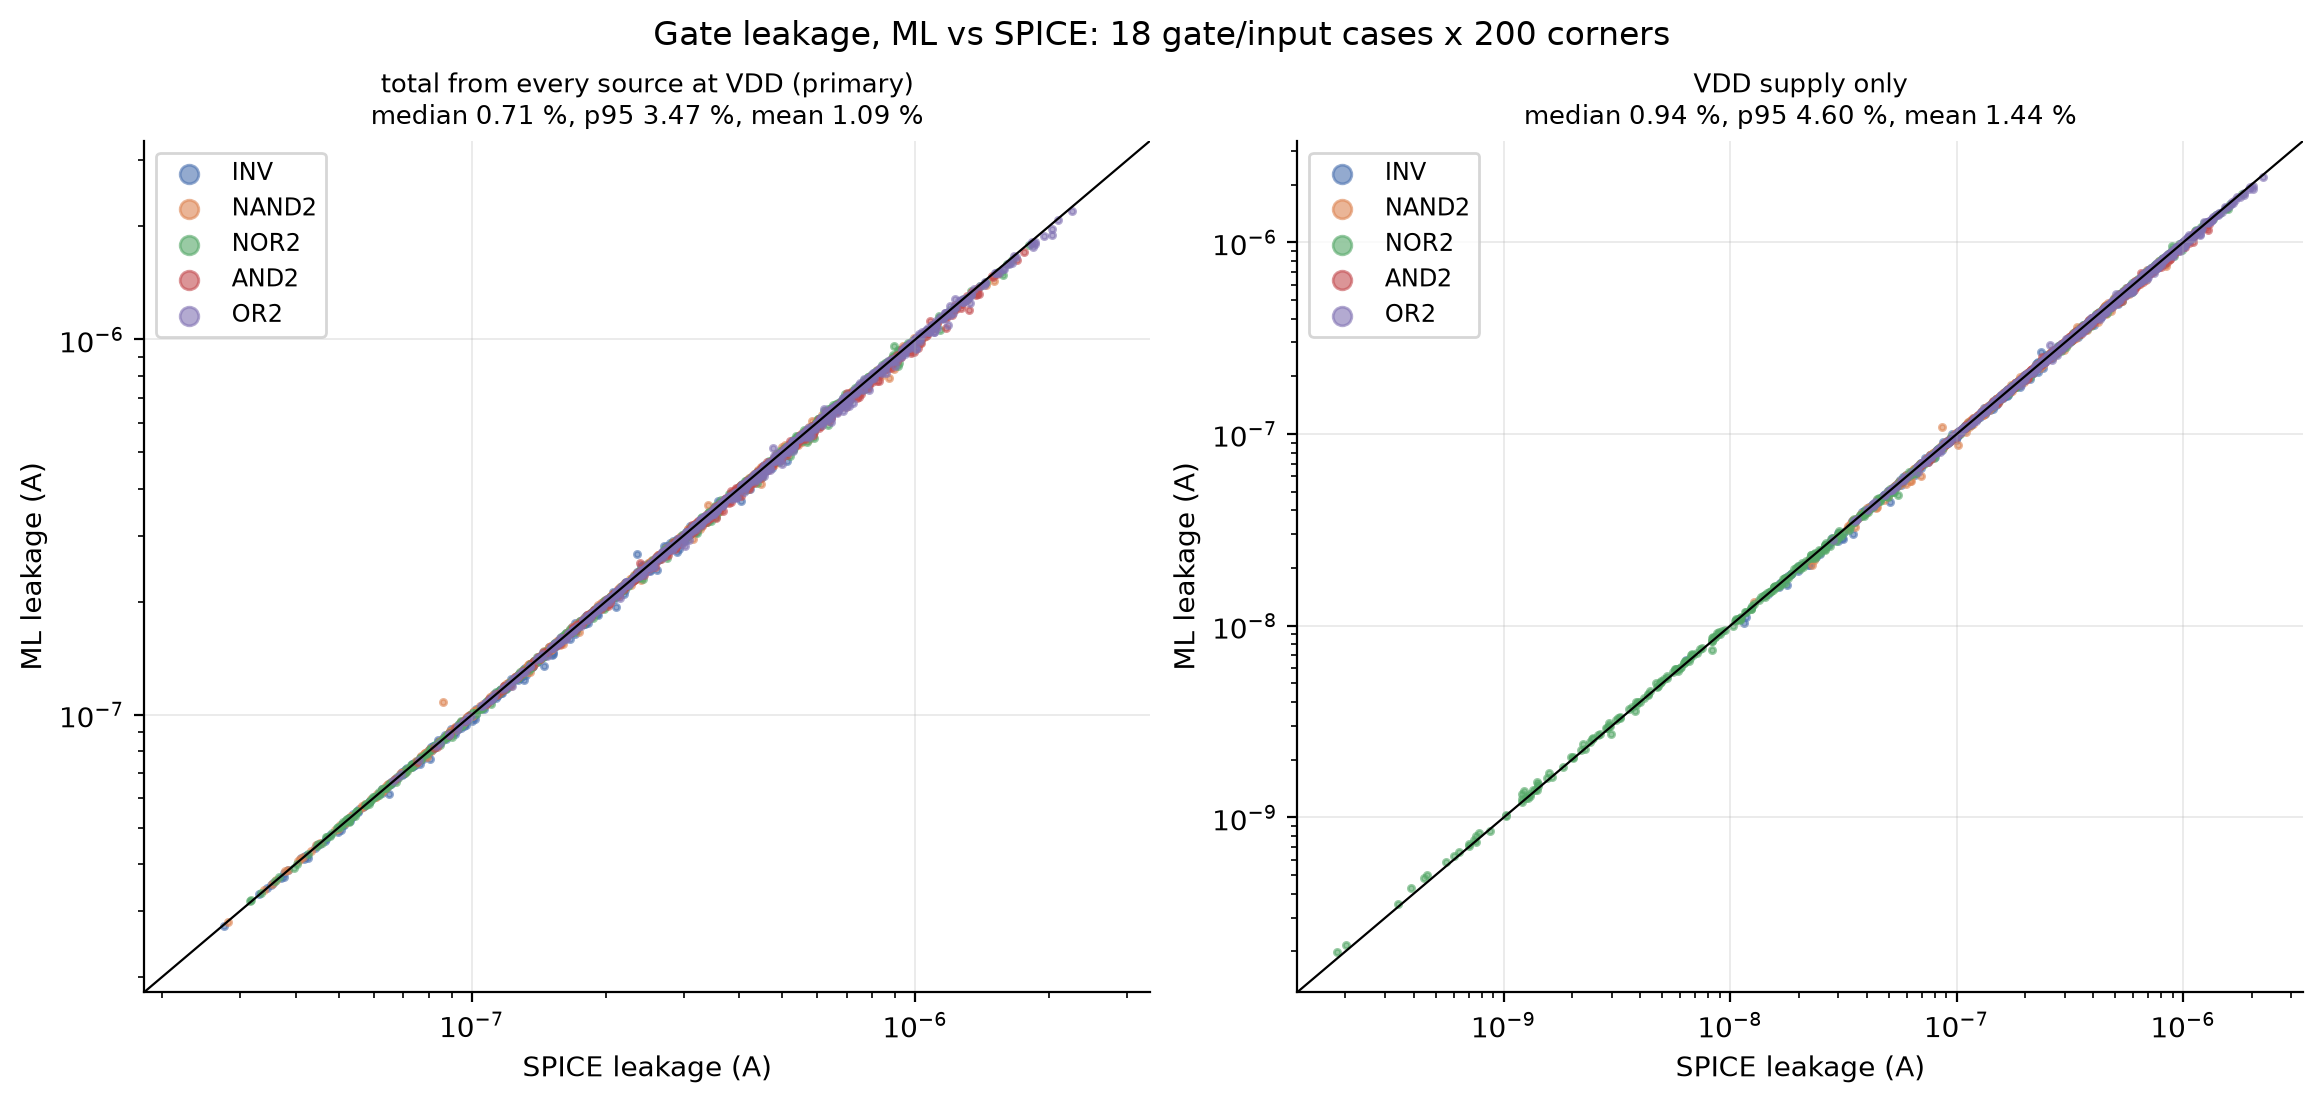 Gate leakage, ML vs SPICE: 18 gate/input cases x 200 corners
total from every source at VDD (primary)
median 0.71 %, p95 3.47 %, mean 1.09 %
INV
NAND2
NOR2
AND2
OR2
10⁻⁶
10⁻⁷
ML leakage (A)
10⁻⁷
10⁻⁶
SPICE leakage (A)
VDD supply only
median 0.94 %, p95 4.60 %, mean 1.44 %
INV
NAND2
NOR2
AND2
OR2
10⁻⁶
10⁻⁷
10⁻⁸
10⁻⁹
ML leakage (A)
10⁻⁹
10⁻⁸
10⁻⁷
10⁻⁶
SPICE leakage (A)